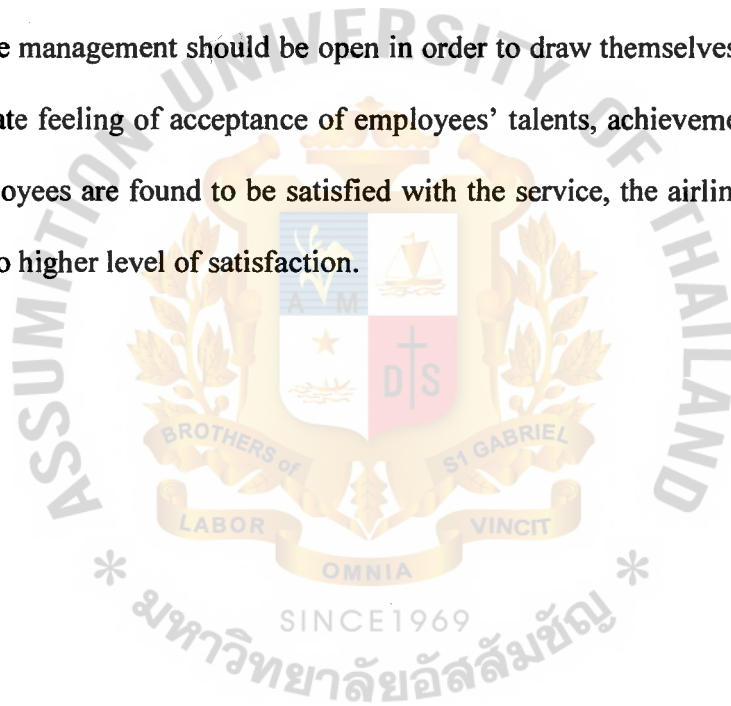 e management should be open in order to draw themselves
ate feeling of acceptance of employees' talents, achieveme
oyees are found to be satisfied with the service, the airlin
o higher level of satisfaction.
ASSUMPTION UNIVERSITY OF THAILAND
A M
D S
BROTHERS of ST GABRIEL
LABOR OMNIA VINCIT
SINCE 1969
* มหาวิทยาลัยอัสสัมชัญ *